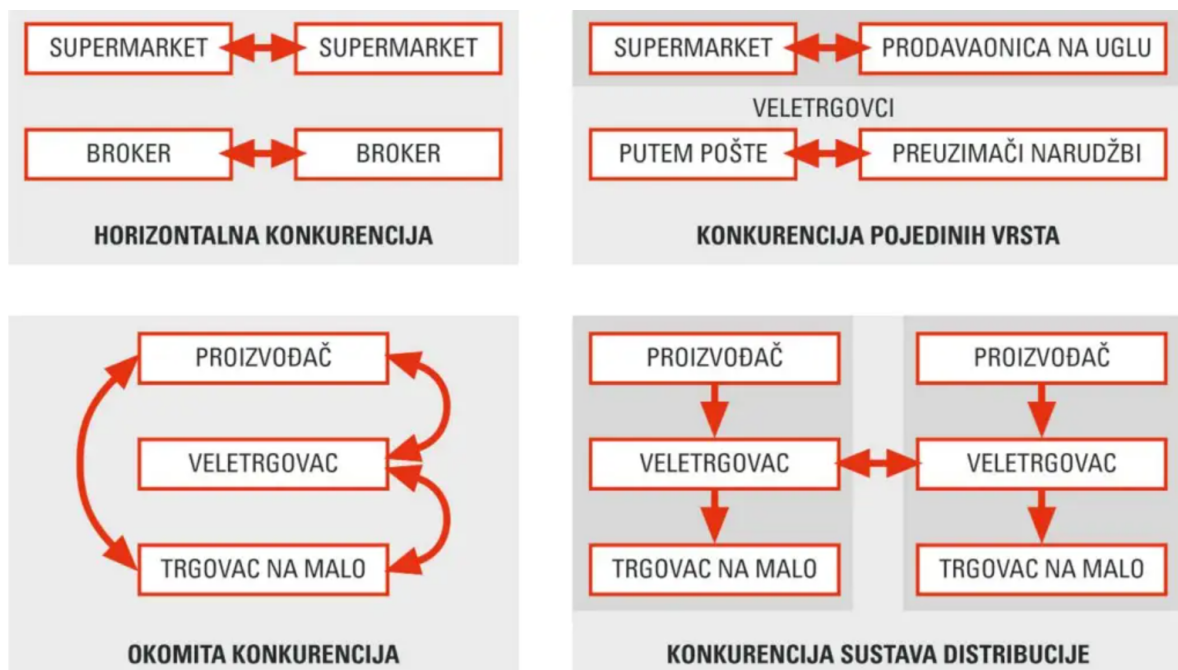 SUPERMARKET
SUPERMARKET
BROKER
BROKER
HORIZONTALNA KONKURENCIJA
SUPERMARKET
PRODAVAONICA NA UGLU
VELETRGOVCI
PUTEM POŠTE
PREUZIMAČI NARUDŽBI
KONKURENCIJA POJEDINIH VRSTA
PROIZVOĐAČ
VELETRGOVAC
TRGOVAC NA MALO
OKOMITA KONKURENCIJA
PROIZVOĐAČ
PROIZVOĐAČ
VELETRGOVAC
VELETRGOVAC
TRGOVAC NA MALO
TRGOVAC NA MALO
KONKURENCIJA SUSTAVA DISTRIBUCIJE